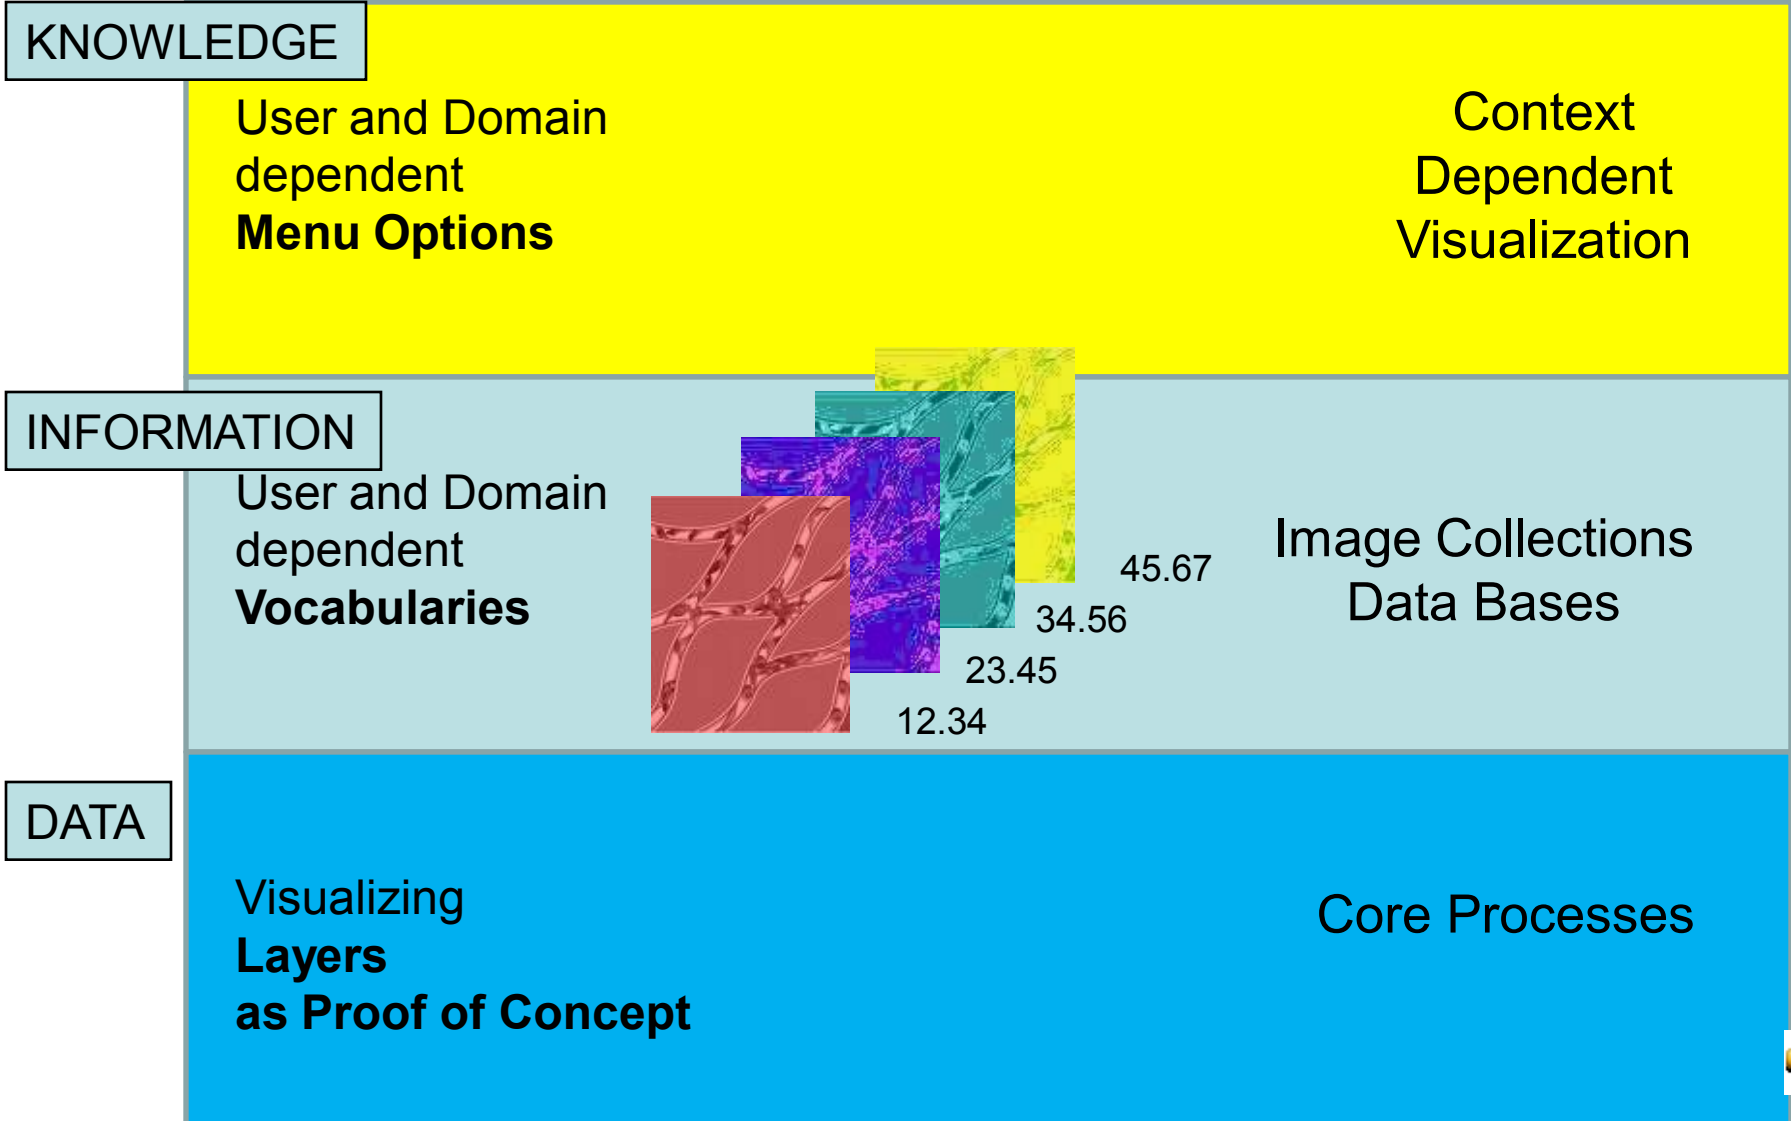 KNOWLEDGE
User and Domain
dependent
Menu Options
Context
Dependent
Visualization
INFORMATION
User and Domain
dependent
Vocabularies
45.67
34.56
23.45
12.34
Image Collections
Data Bases
DATA
Visualizing
Layers
as Proof of Concept
Core Processes